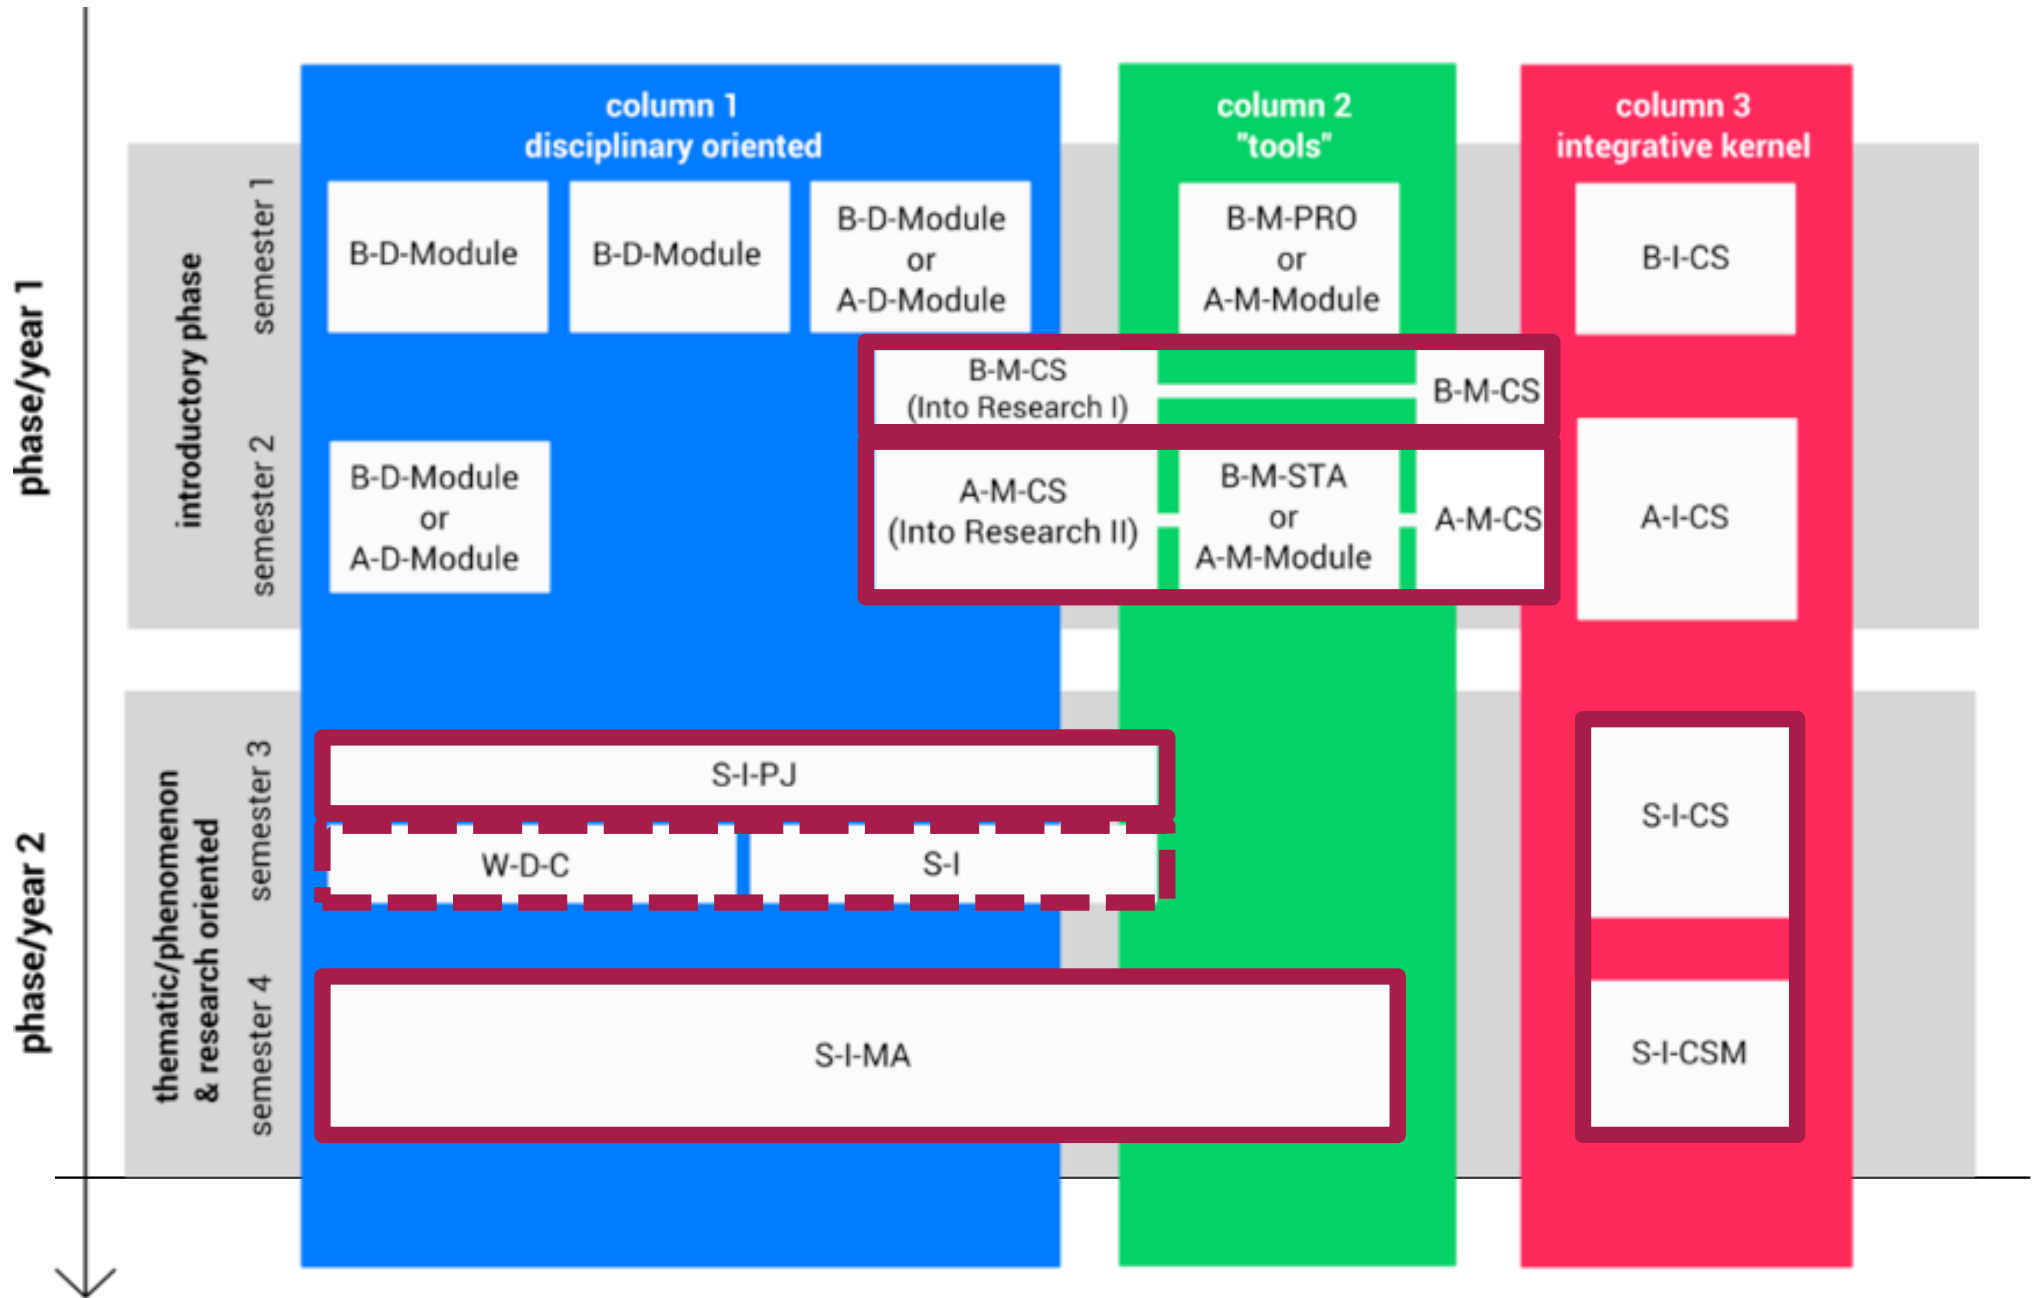 column 1
disciplinary oriented
column 2
"tools"
column 3
integrative kernel
phase/year 1
introductory phase
semester 1
B-D-Module
B-D-Module
B-D-Module
or
A-D-Module
B-M-PRO
or
A-M-Module
B-I-CS
B-M-CS
(Into Research I)
B-M-CS
semester 2
B-D-Module
or
A-D-Module
A-M-CS
(Into Research II)
B-M-STA
or
A-M-Module
A-M-CS
A-I-CS
phase/year 2
thematic/phenomenon
& research oriented
semester 3
S-I-PJ
W-D-C
S-I
S-I-CS
semester 4
S-I-MA
S-I-CSM